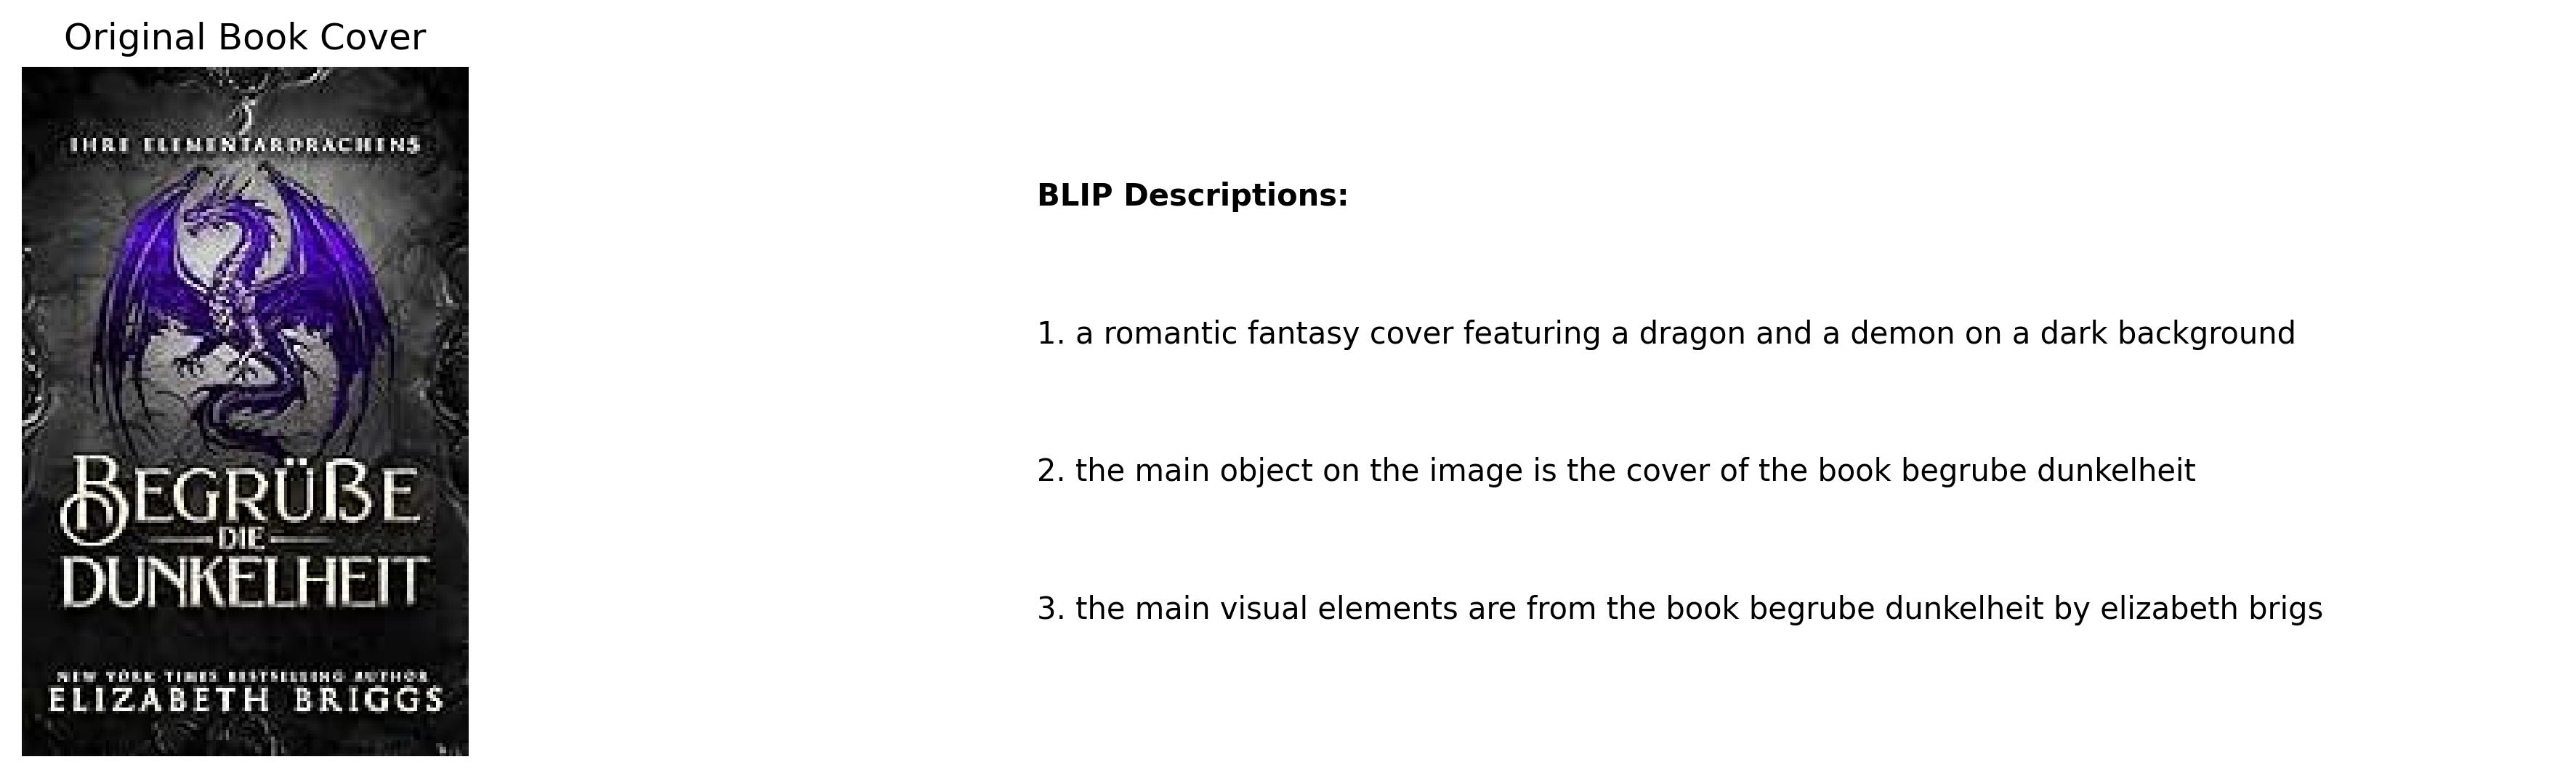 Original Book Cover
IHRE ELEMENTARDRACHENS
BEGRÜßE
DIE
DUNKELHEIT
NEW YORK TIMES BESTSELLING AUTHOR
ELIZABETH BRIGGS
BLIP Descriptions:
1. a romantic fantasy cover featuring a dragon and a demon on a dark background
2. the main object on the image is the cover of the book begrube dunkelheit
3. the main visual elements are from the book begrube dunkelheit by elizabeth brigs